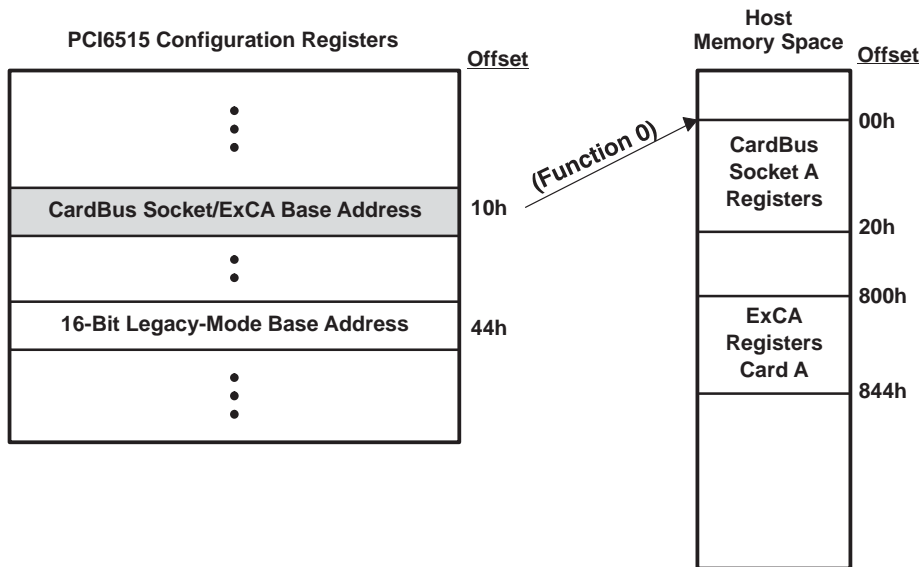 PCI6515 Configuration Registers
Offset
CardBus Socket/ExCA Base Address
10h
16-Bit Legacy-Mode Base Address
44h
(Function 0)
Host
Memory Space
Offset
00h
CardBus
Socket A
Registers
20h
800h
ExCA
Registers
Card A
844h